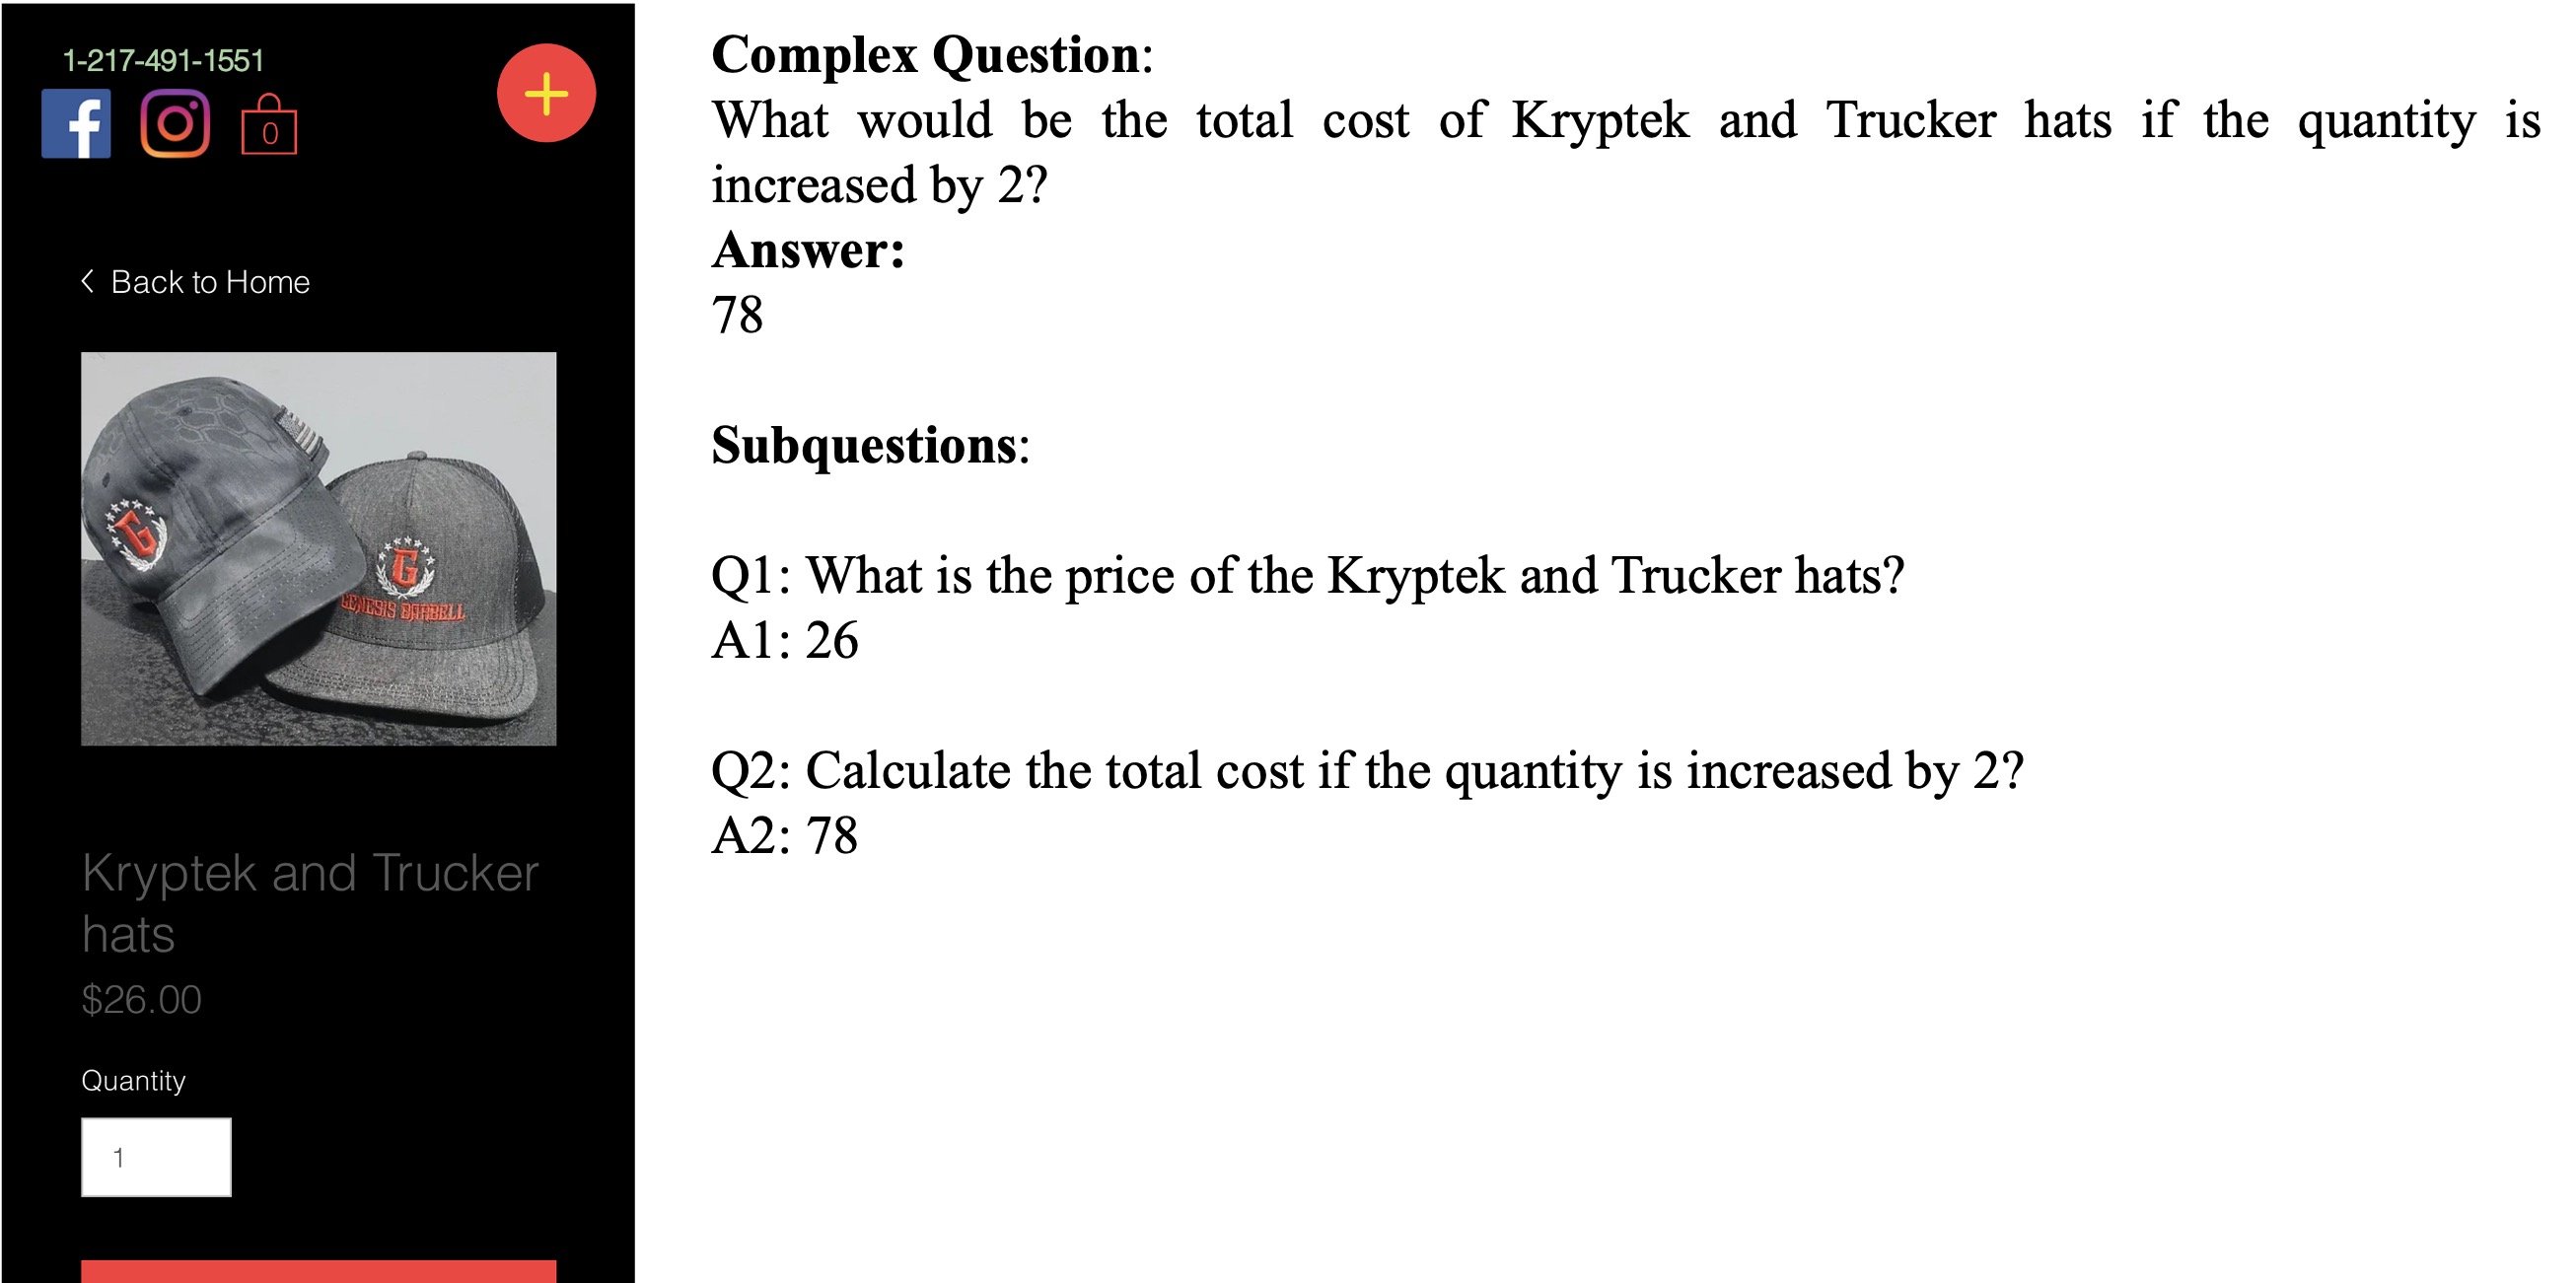 1-217-491-1551
0
Back to Home
G
G
GENESIS BARBELL
Kryptek and Trucker
hats
$26.00
Quantity
1
Complex Question:
What would be the total cost of Kryptek and Trucker hats if the quantity is
increased by 2?
Answer:
78
Subquestions:
Q1: What is the price of the Kryptek and Trucker hats?
A1: 26
Q2: Calculate the total cost if the quantity is increased by 2?
A2: 78